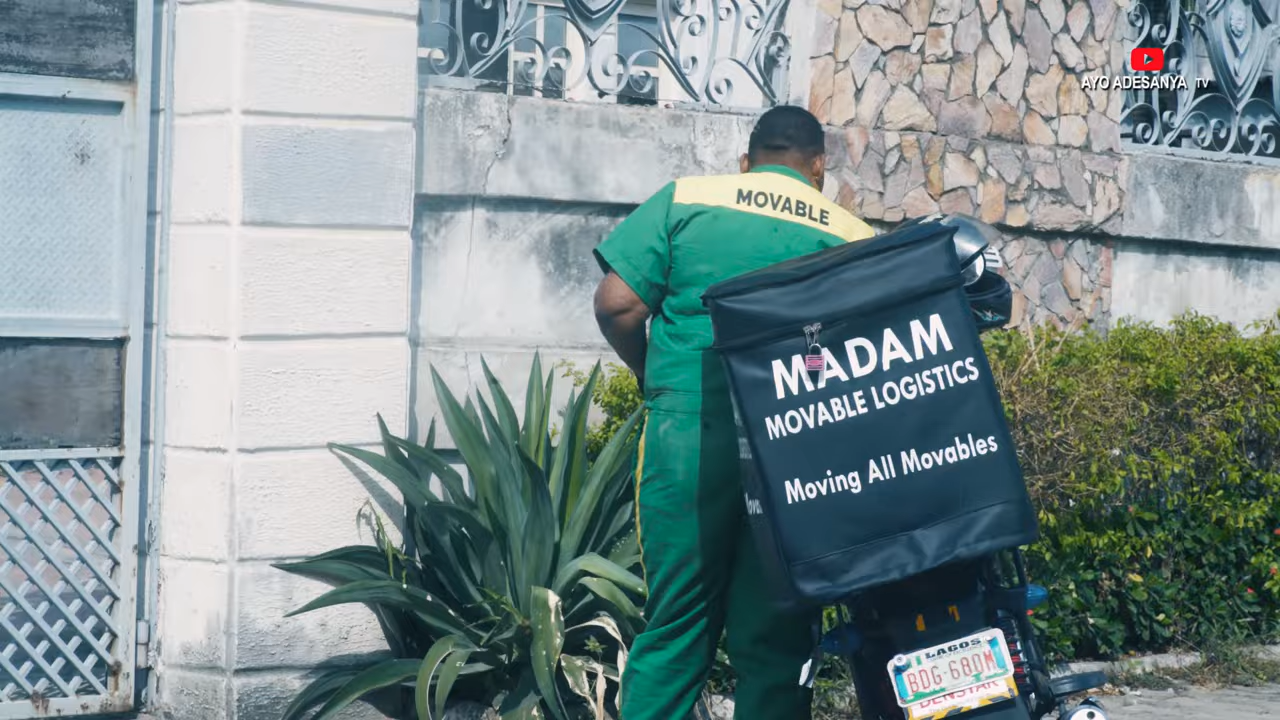 AYO ADESANYA TV
MOVABLE
MADAM
MOVABLE LOGISTICS
Moving All Movables
LAGOS
BDG-680M